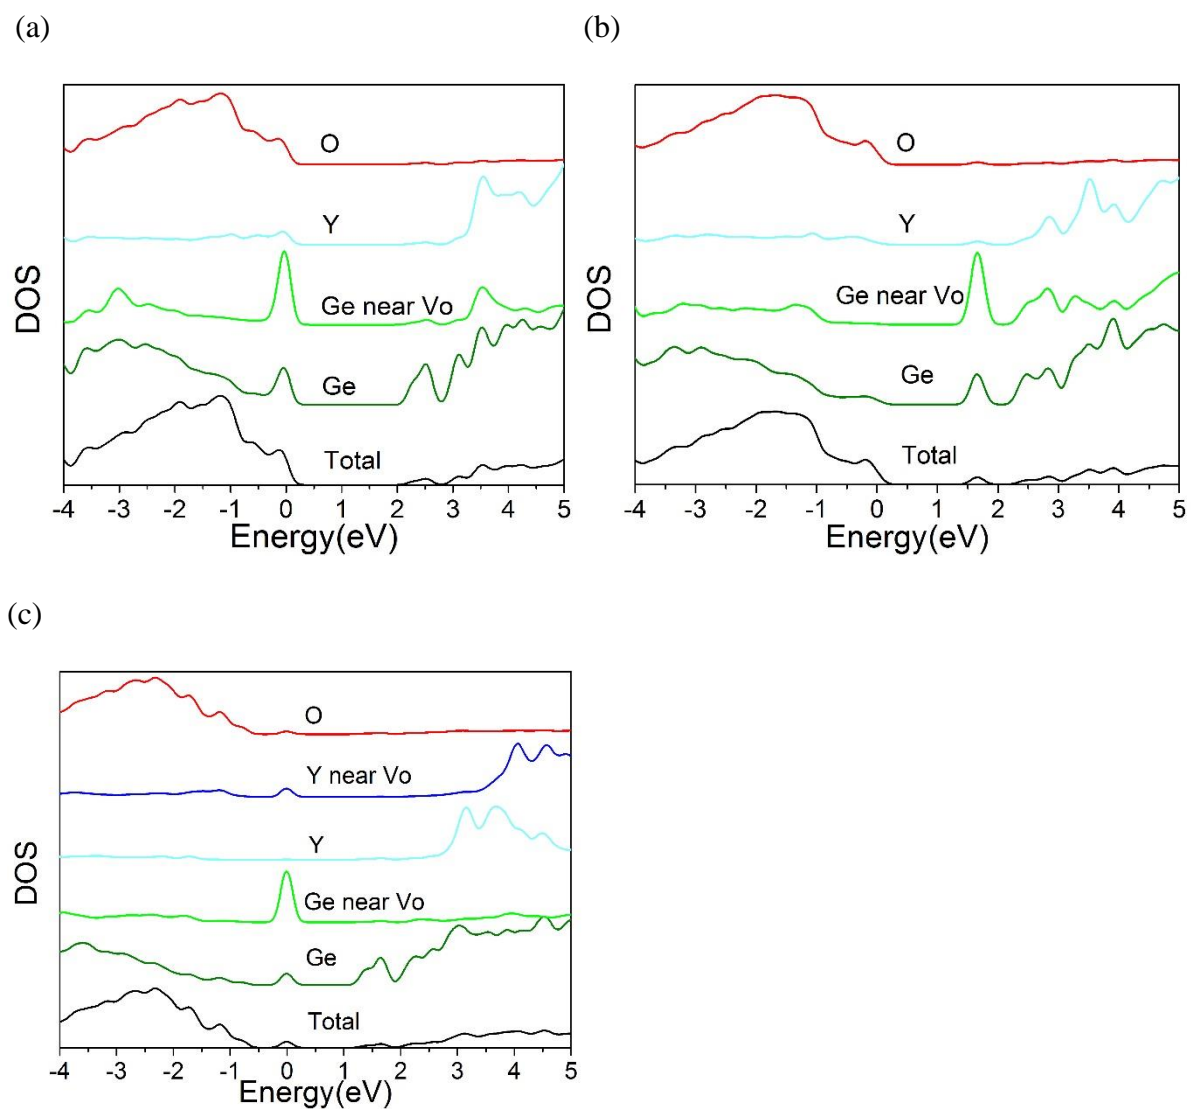 (a)
O
Y
Ge near Vo
Ge
Total
DOS
-4 -3 -2 -1 0 1 2 3 4 5
Energy(eV)
(b)
O
Y
Ge near Vo
Ge
Total
DOS
-4 -3 -2 -1 0 1 2 3 4 5
Energy(eV)
(c)
O
Y near Vo
Y
Ge near Vo
Ge
Total
DOS
-4 -3 -2 -1 0 1 2 3 4 5
Energy(eV)